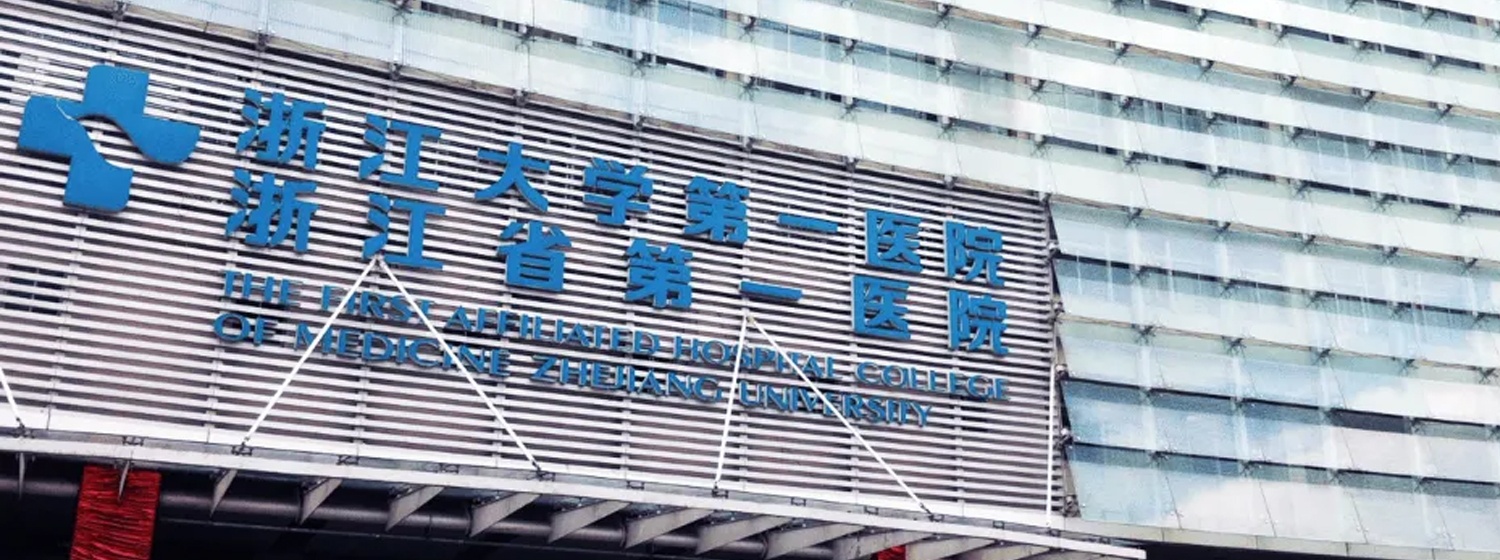 浙江大学第一医院
浙江省第一医院
THE FIRST AFFILIATED HOSPITAL COLLEGE
OF MEDICINE ZHEJIANG UNIVERSITY